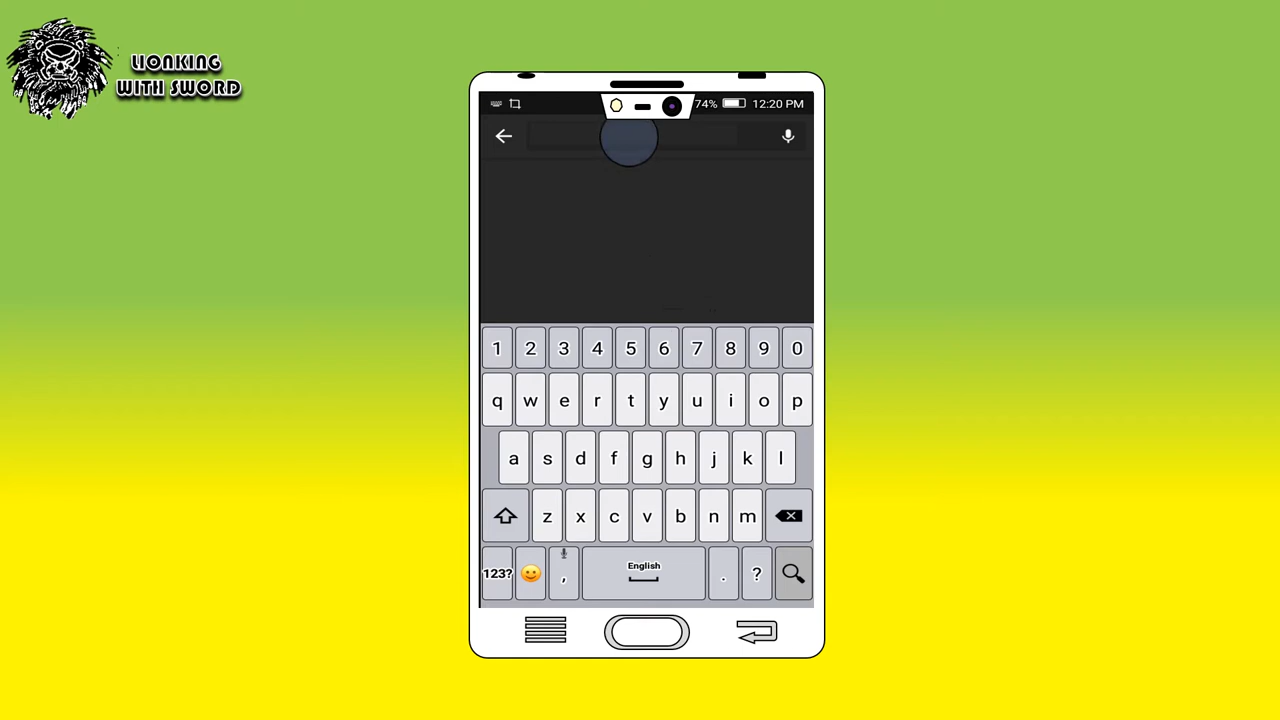 LIONKING
WITH SWORD
74% 12:20 PM
1 2 3 4 5 6 7 8 9 0
q w e r t y u i o p
a s d f g h j k l
z x c v b n m
123? , English . ?